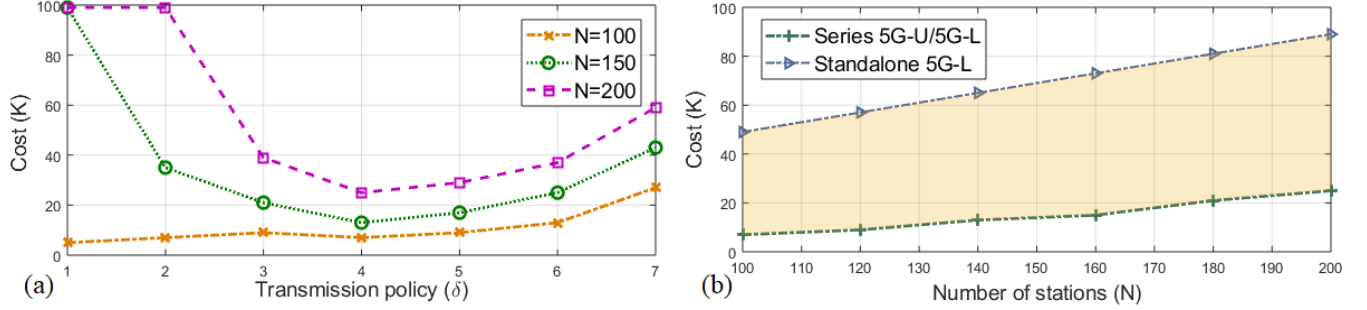 100
80
60
40
20
0
Cost (K)
N=100
N=150
N=200
1 2 3 4 5 6 7
Transmission policy (δ)
(a)
100
80
60
40
20
0
Cost (K)
Series 5G-U/5G-L
Standalone 5G-L
100 110 120 130 140 150 160 170 180 190 200
Number of stations (N)
(b)